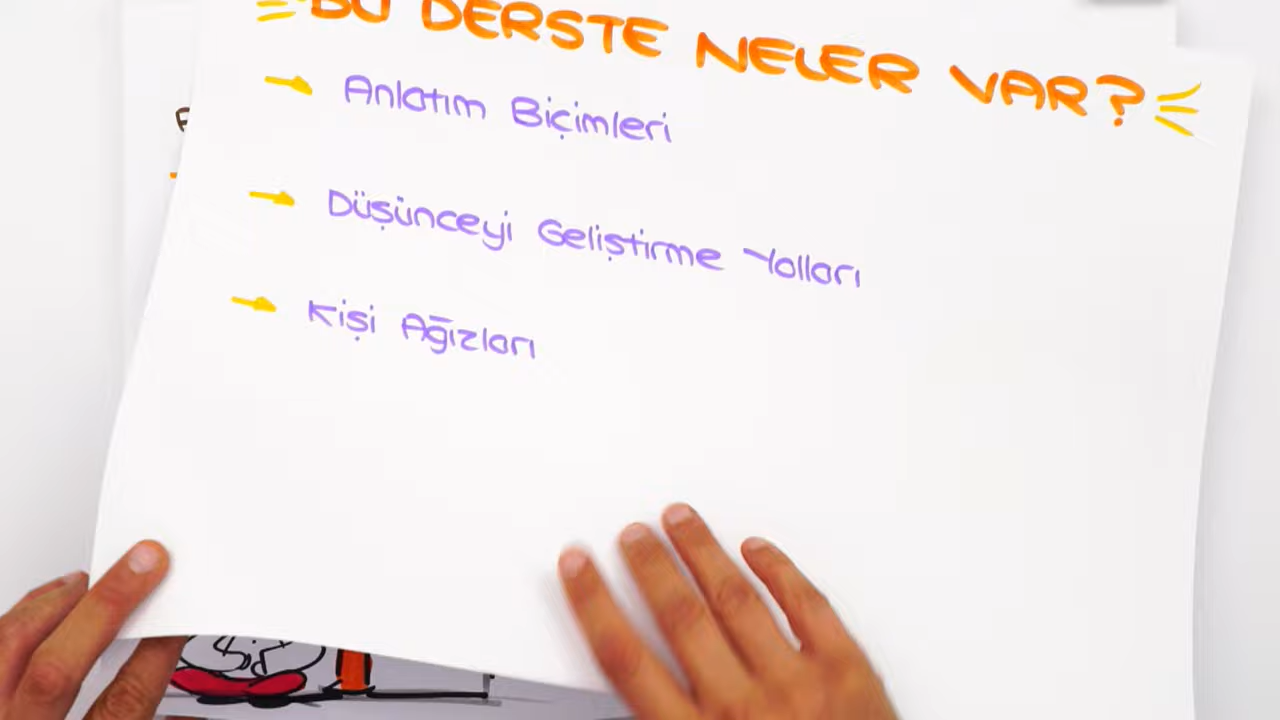 BU DERSTE NELER VAR?
Anlatım Biçimleri
Düşünceyi Geliştirme Yolları
Kişi Ağızları